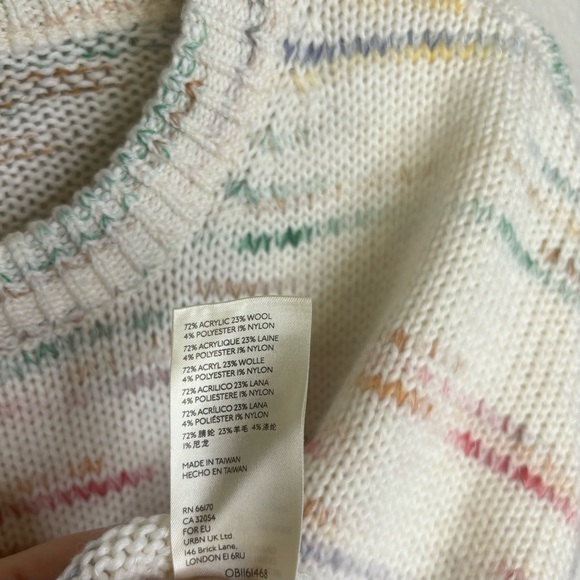 72% ACRYLIC 23% WOOL
4% POLYESTER 1% NYLON
72% ACRYLIQUE 23% LAINE
4% POLYESTER 1% NYLON
72% ACRYL 23% WOLLE
4% POLYESTER 1% NYLON
72% ACRILICO 23% LANA
4% POLIESTERE 1% NYLON
72% ACRÍLICO 23% LANA
4% POLIÉSTER 1% NYLON
72% 腈纶 23%羊毛 4% 涤纶
1% 尼龙
MADE IN TAIWAN
HECHO EN TAIWAN
RN 66170
CA 32054
FOR EU
URBN UK Ltd.
146 Brick Lane,
LONDON E1 6RU
OB1161468